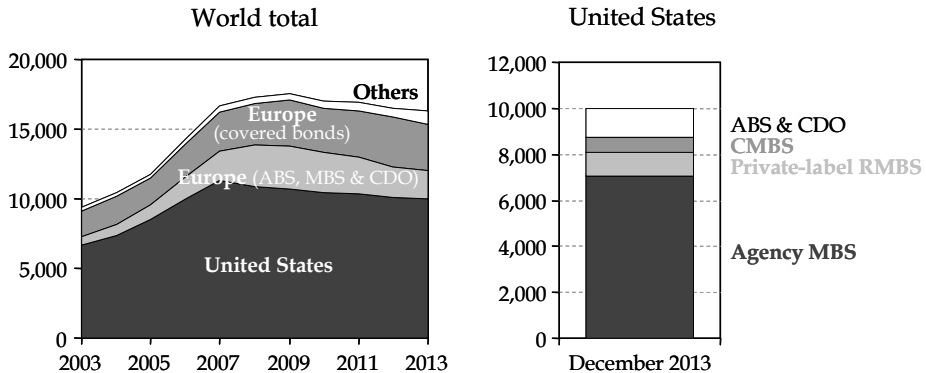 World total
20,000
15,000
10,000
5,000
0
Others
Europe
(covered bonds)
Europe (ABS, MBS & CDO)
United States
2003 2005 2007 2009 2011 2013
United States
12,000
10,000
8,000
6,000
4,000
2,000
0
ABS & CDO
CMBS
Private-label RMBS
Agency MBS
December 2013